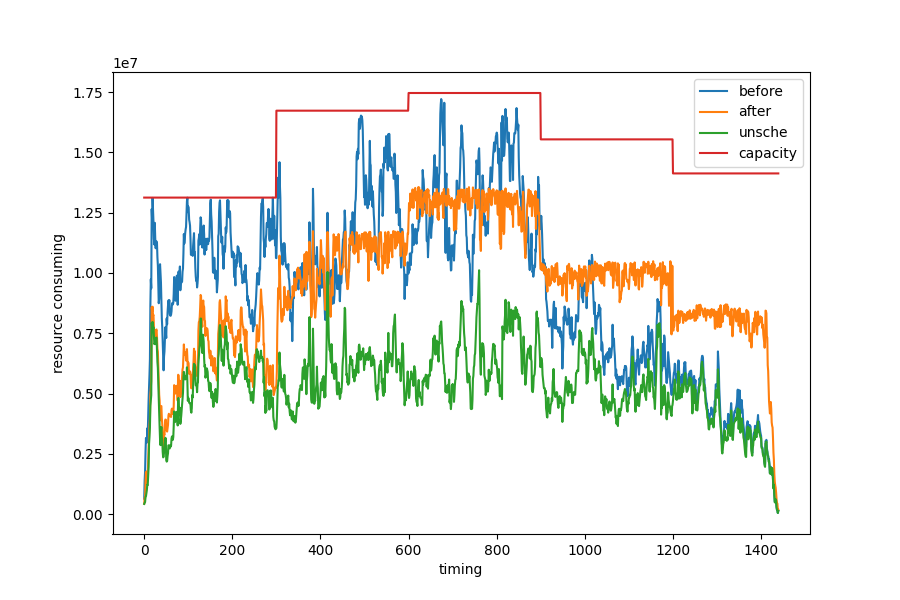 1e7
1.75
1.50
1.25
1.00
0.75
0.50
0.25
0.00
resource consuming
before
after
unsche
capacity
0 200 400 600 800 1000 1200 1400
timing